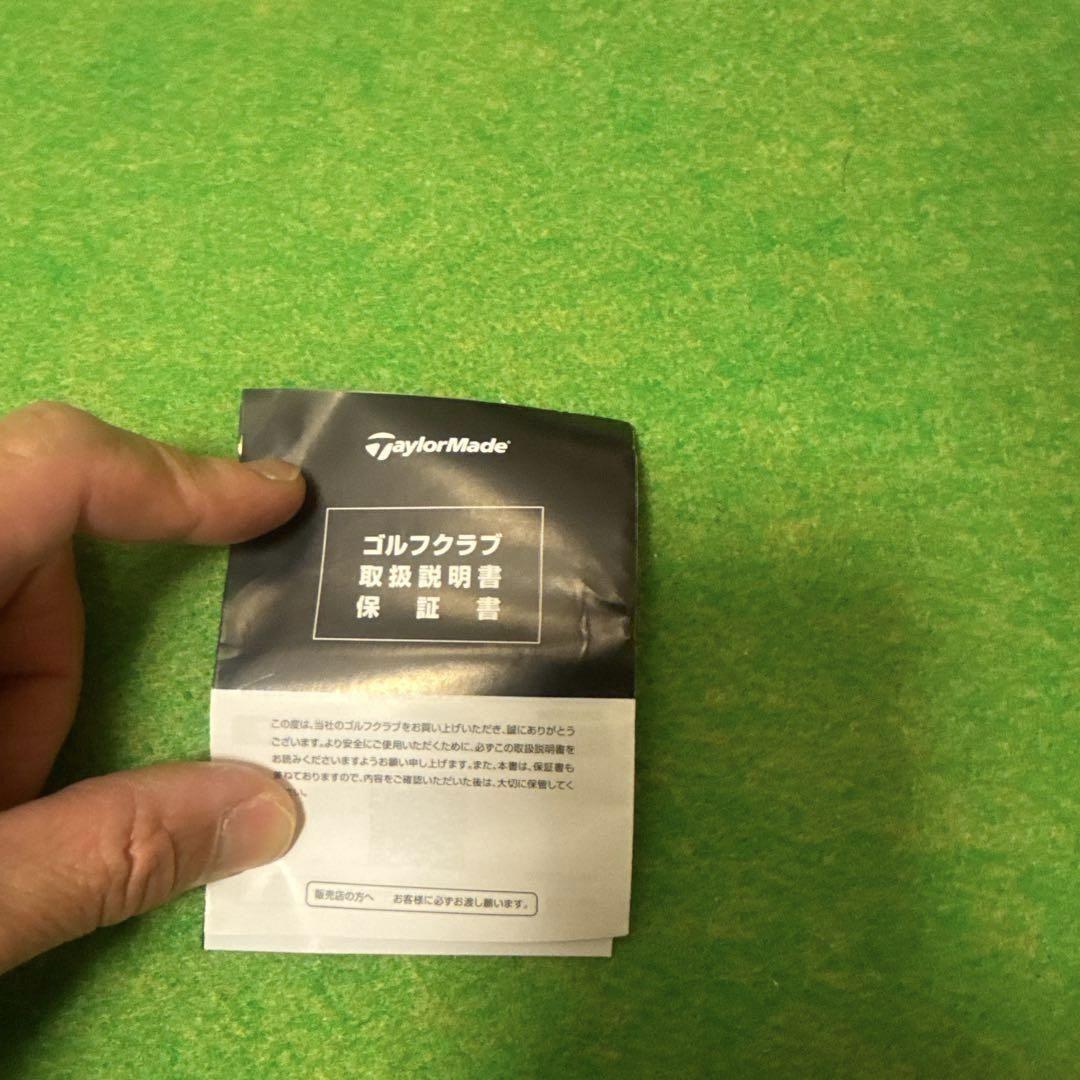 TaylorMade
ゴルフクラブ
取扱説明書
保証書
この度は、当社のゴルフクラブをお買い上げいただき、誠にありがとう
ございます。より安全にご使用いただくために、必ずこの取扱説明書を
お読みくださいますようお願い申し上げます。また、本書は、保証書も
兼ねておりますので、内容をご確認いただいた後は、大切に保管してく
さい。
販売店の方へ お客様に必ずお渡し願います。